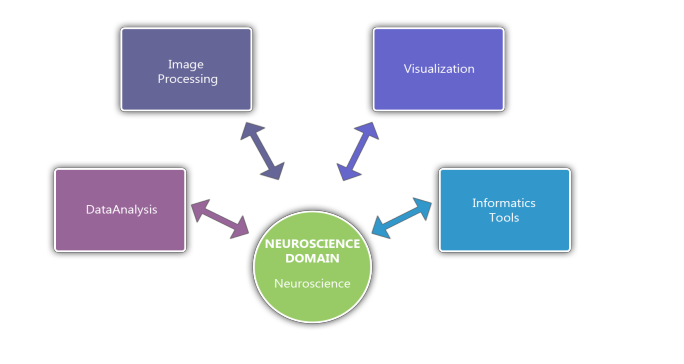 Image
Processing
Visualization
DataAnalysis
Informatics
Tools
NEUROSCIENCE
DOMAIN
Neuroscience